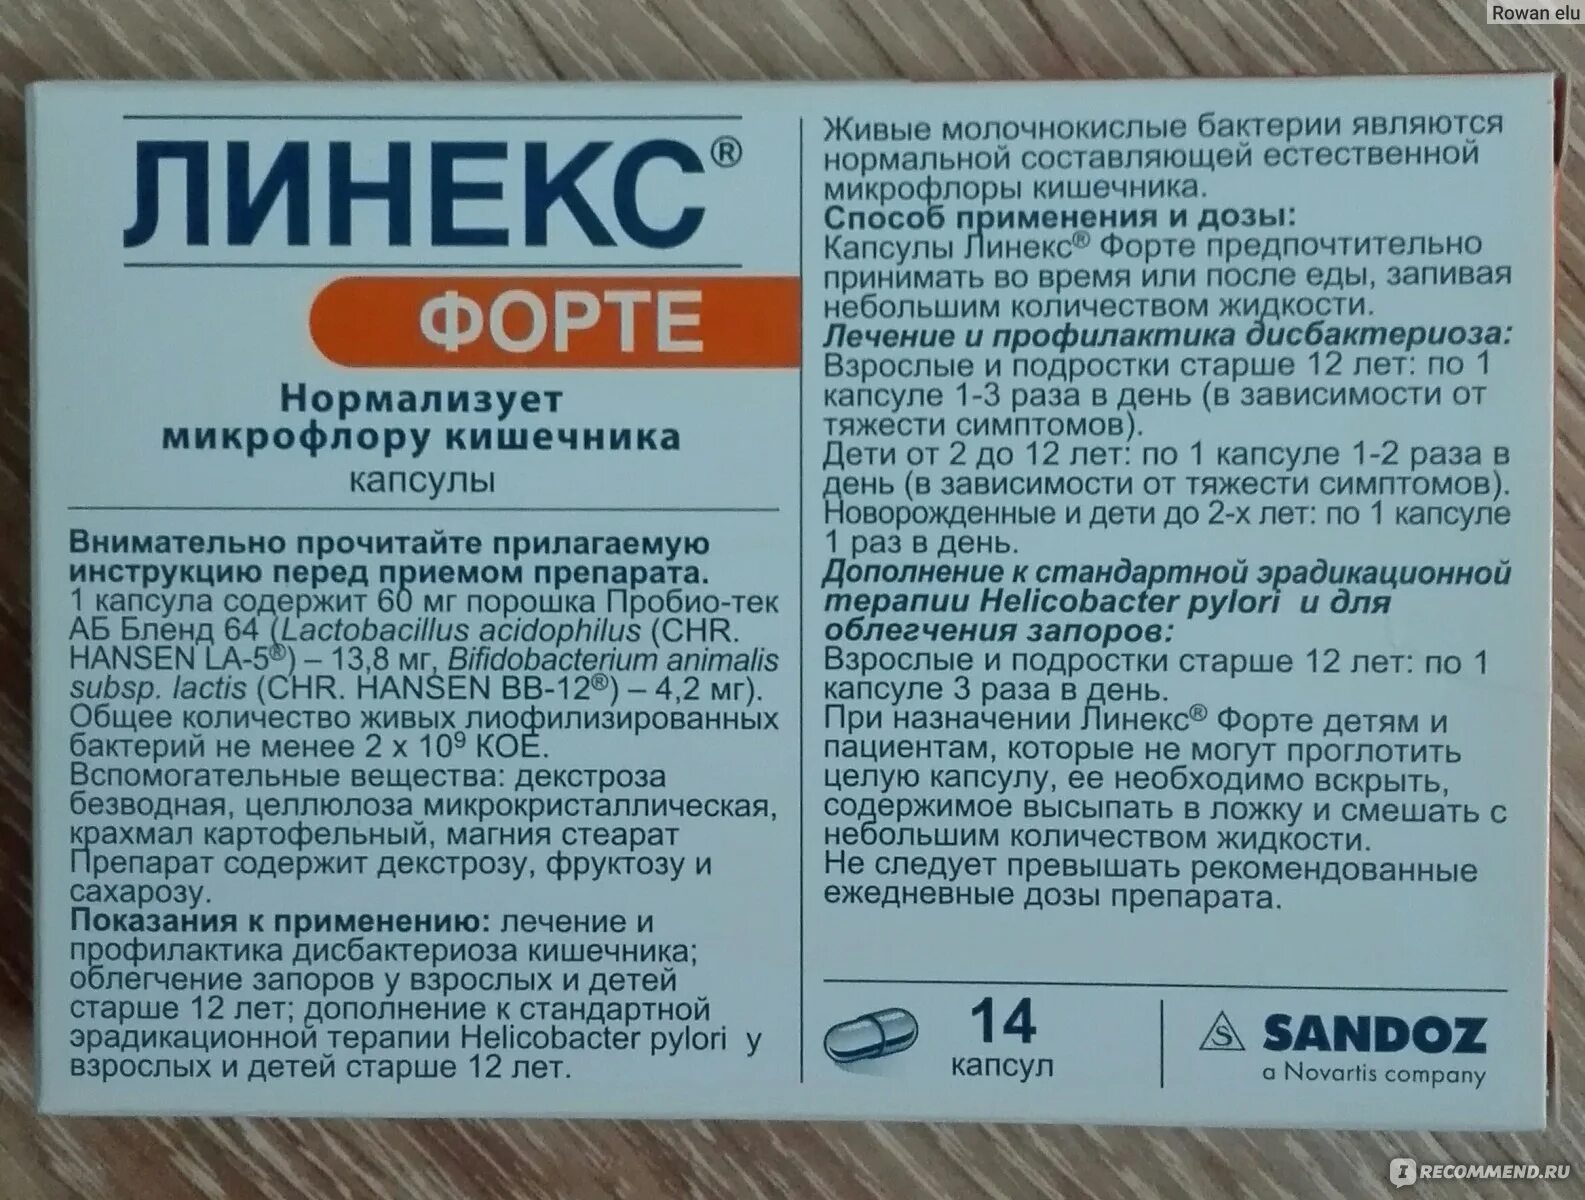 Rowan elu
ЛИНЕКС®
ФОРТЕ
Нормализует
микрофлору кишечника
капсулы
Внимательно прочитайте прилагаемую
инструкцию перед приемом препарата.
1 капсула содержит 60 мг порошка Пробио-тек
АБ Бленд 64 (Lactobacillus acidophilus (CHR.
HANSEN LA-5®) – 13,8 мг, Bifidobacterium animalis
subsp. lactis (CHR. HANSEN BB-12®) – 4,2 мг).
Общее количество живых лиофилизированных
бактерий не менее 2 x 10⁹ КОЕ.
Вспомогательные вещества: декстроза
безводная, целлюлоза микрокристаллическая,
крахмал картофельный, магния стеарат
Препарат содержит декстрозу, фруктозу и
сахарозу.
Показания к применению: лечение и
профилактика дисбактериоза кишечника;
облегчение запоров у взрослых и детей
старше 12 лет; дополнение к стандартной
эрадикационной терапии Helicobacter pylori у
взрослых и детей старше 12 лет.
Живые молочнокислые бактерии являются
нормальной составляющей естественной
микрофлоры кишечника.
Способ применения и дозы:
Капсулы Линекс® Форте предпочтительно
принимать во время или после еды, запивая
небольшим количеством жидкости.
Лечение и профилактика дисбактериоза:
Взрослые и подростки старше 12 лет: по 1
капсуле 1-3 раза в день (в зависимости от
тяжести симптомов).
Дети от 2 до 12 лет: по 1 капсуле 1-2 раза в
день (в зависимости от тяжести симптомов).
Новорожденные и дети до 2-х лет: по 1 капсуле
1 раз в день.
Дополнение к стандартной эрадикационной
терапии Helicobacter pylori и для
облегчения запоров:
Взрослые и подростки старше 12 лет: по 1
капсуле 3 раза в день.
При назначении Линекс® Форте детям и
пациентам, которые не могут проглотить
целую капсулу, ее необходимо вскрыть,
содержимое высыпать в ложку и смешать с
небольшим количеством жидкости.
Не следует превышать рекомендованные
ежедневные дозы препарата.
14
капсул
S SANDOZ
a Novartis company
I RECOMMEND.RU